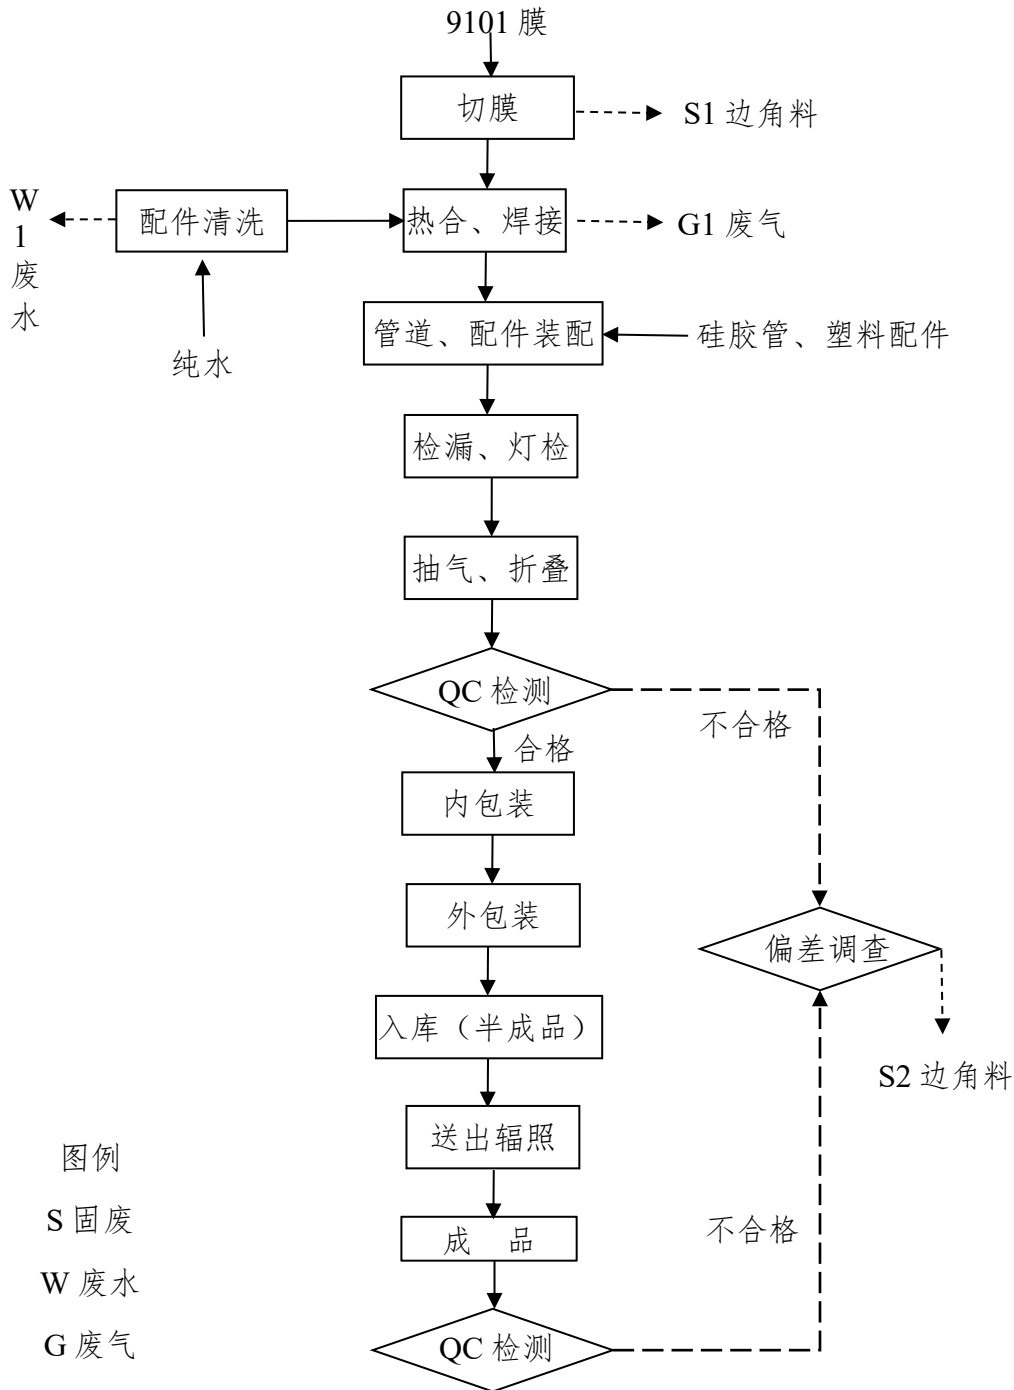 9101 膜
切膜
S1 边角料
W
1
废
水
配件清洗
热合、焊接
G1 废气
纯水
管道、配件装配
硅胶管、塑料配件
检漏、灯检
抽气、折叠
QC 检测
不合格
合格
内包装
外包装
偏差调查
入库（半成品）
S2 边角料
送出辐照
图例
S 固废
成 品
不合格
W 废水
G 废气
QC 检测